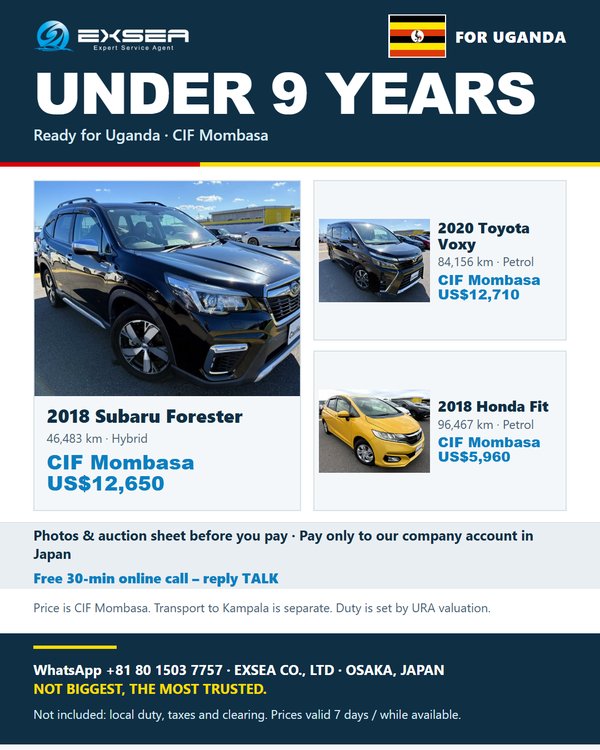 EXSEA
Expert Service Agent
FOR UGANDA
UNDER 9 YEARS
Ready for Uganda · CIF Mombasa
2018 Subaru Forester
46,483 km · Hybrid
CIF Mombasa
US$12,650
2020 Toyota
Voxy
84,156 km · Petrol
CIF Mombasa
US$12,710
2018 Honda Fit
96,467 km · Petrol
CIF Mombasa
US$5,960
Photos & auction sheet before you pay · Pay only to our company account in
Japan
Free 30-min online call – reply TALK
Price is CIF Mombasa. Transport to Kampala is separate. Duty is set by URA valuation.
WhatsApp +81 80 1503 7757 · EXSEA CO., LTD · OSAKA, JAPAN
NOT BIGGEST, THE MOST TRUSTED.
Not included: local duty, taxes and clearing. Prices valid 7 days / while available.